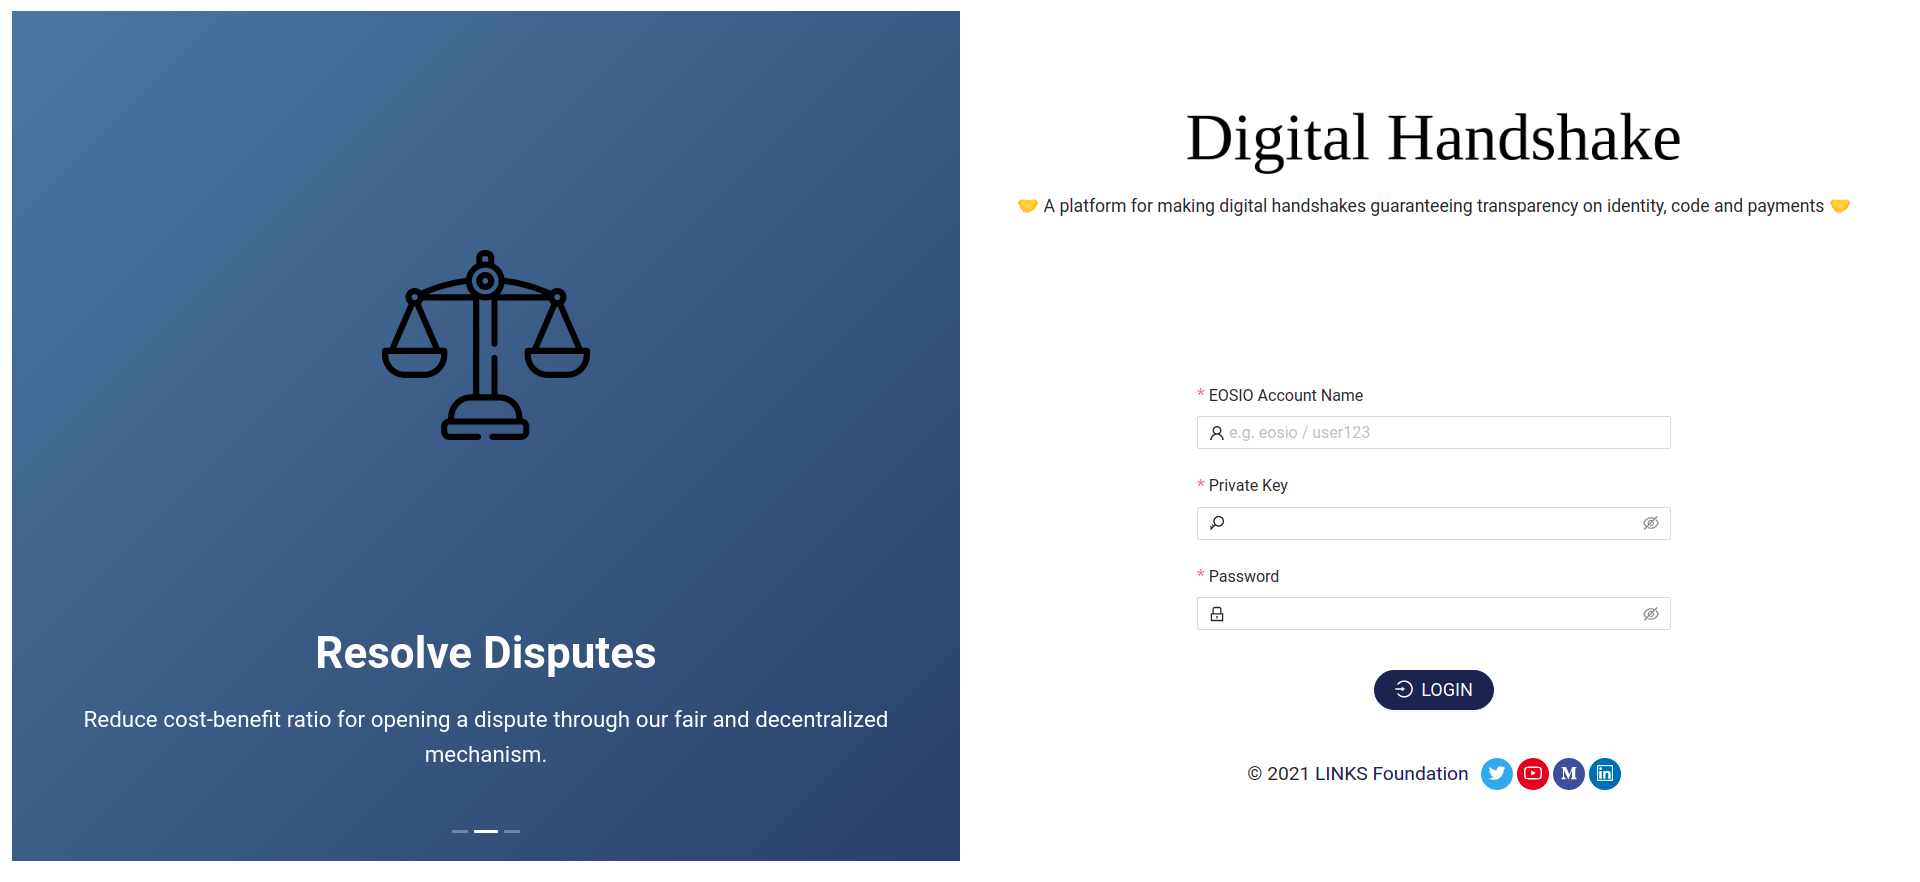 Resolve Disputes
Reduce cost-benefit ratio for opening a dispute through our fair and decentralized
mechanism.
Digital Handshake
🤝 A platform for making digital handshakes guaranteeing transparency on identity, code and payments 🤝
* EOSIO Account Name
e.g. eosio / user123
* Private Key
* Password
LOGIN
© 2021 LINKS Foundation